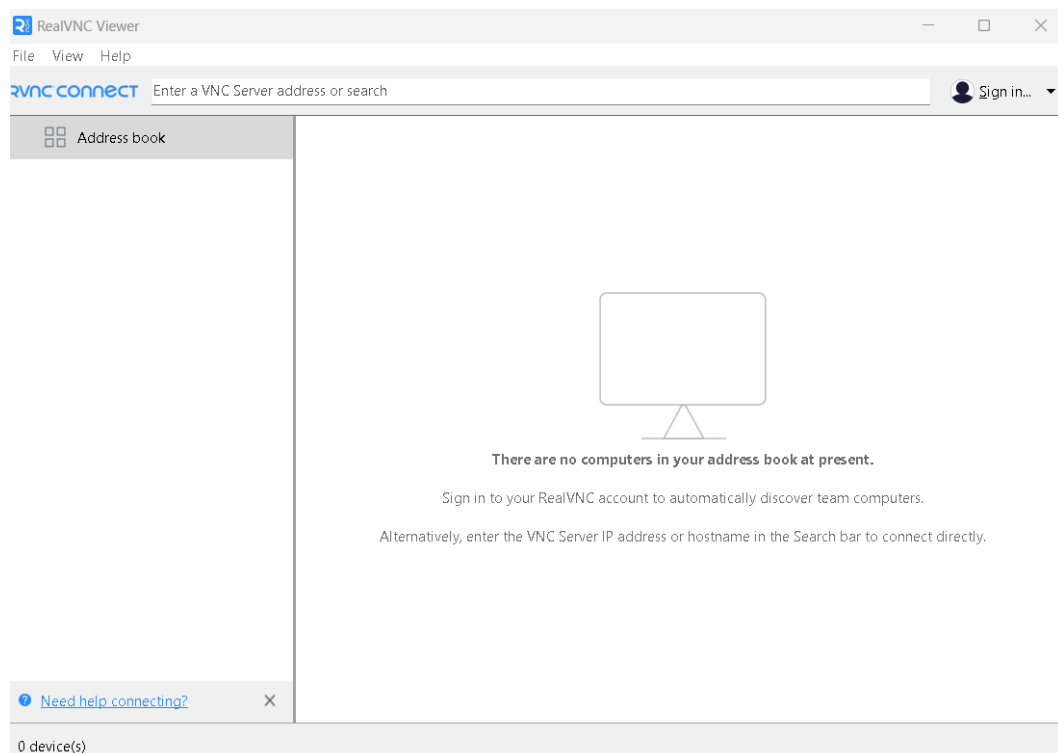 RealVNC Viewer
File View Help
RVNC CONNECT Enter a VNC Server address or search Sign in...
Address book
There are no computers in your address book at present.
Sign in to your RealVNC account to automatically discover team computers.
Alternatively, enter the VNC Server IP address or hostname in the Search bar to connect directly.
Need help connecting?
0 device(s)